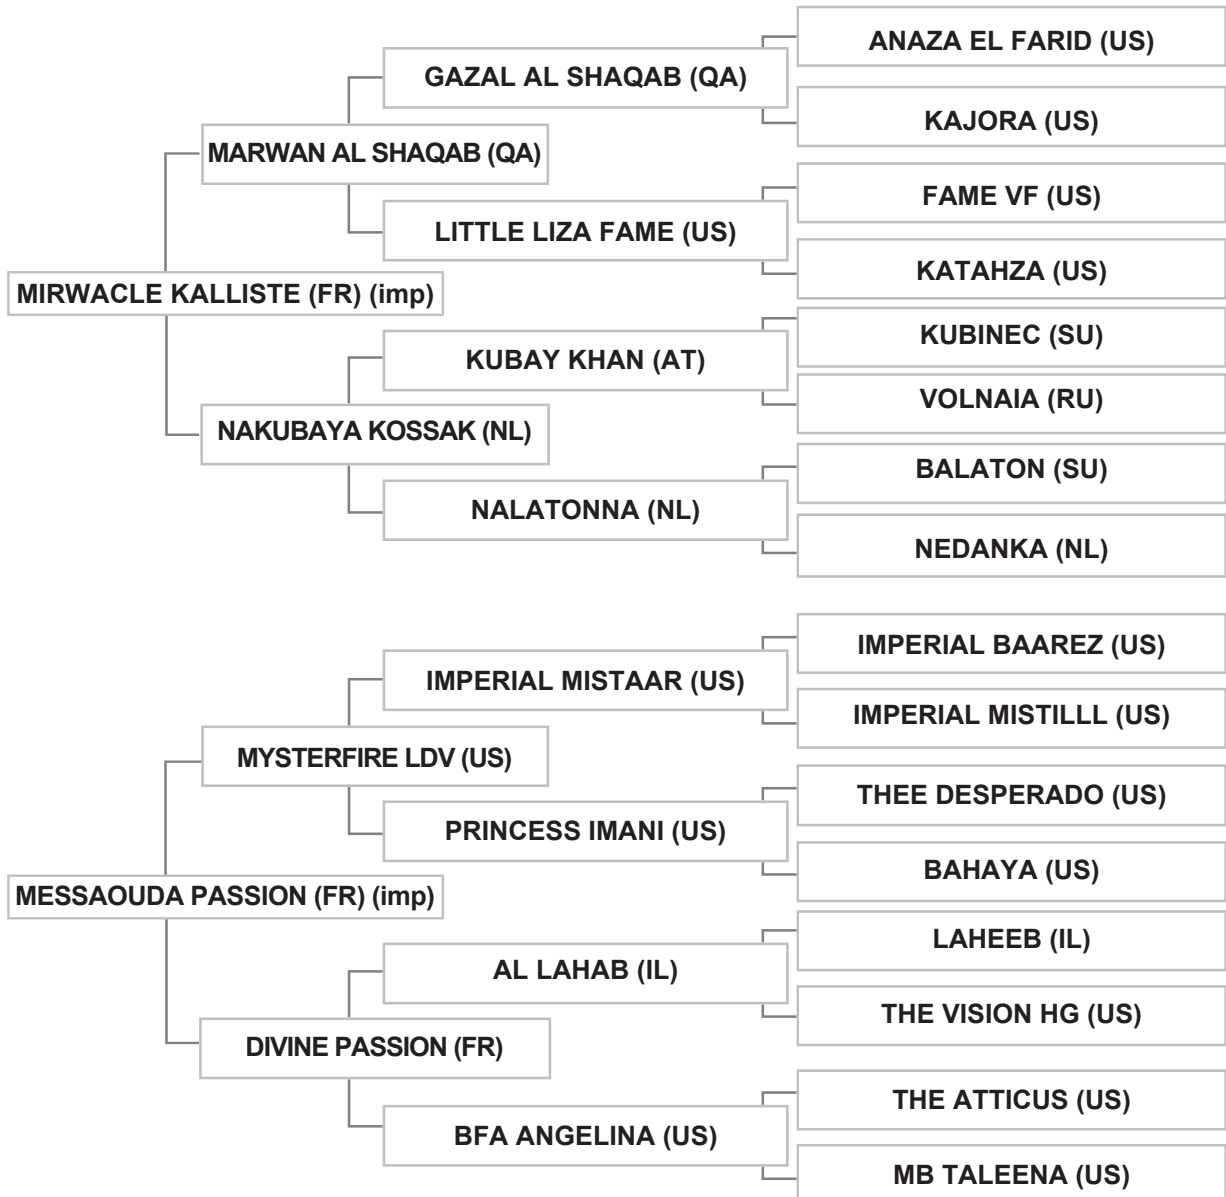 ANAZA EL FARID (US)
GAZAL AL SHAQAB (QA)
KAJORA (US)
MARWAN AL SHAQAB (QA)
FAME VF (US)
LITTLE LIZA FAME (US)
KATAHZA (US)
MIRWACLE KALLISTE (FR) (imp)
KUBINEC (SU)
KUBAY KHAN (AT)
VOLNAIA (RU)
NAKUBAYA KOSSAK (NL)
BALATON (SU)
NALATONNA (NL)
NEDANKA (NL)
IMPERIAL BAAREZ (US)
IMPERIAL MISTAAR (US)
IMPERIAL MISTILLL (US)
MYSTERFIRE LDV (US)
THEE DESPERADO (US)
PRINCESS IMANI (US)
BAHAYA (US)
MESSAOUDA PASSION (FR) (imp)
LAHEEB (IL)
AL LAHAB (IL)
THE VISION HG (US)
DIVINE PASSION (FR)
THE ATTICUS (US)
BFA ANGELINA (US)
MB TALEENA (US)